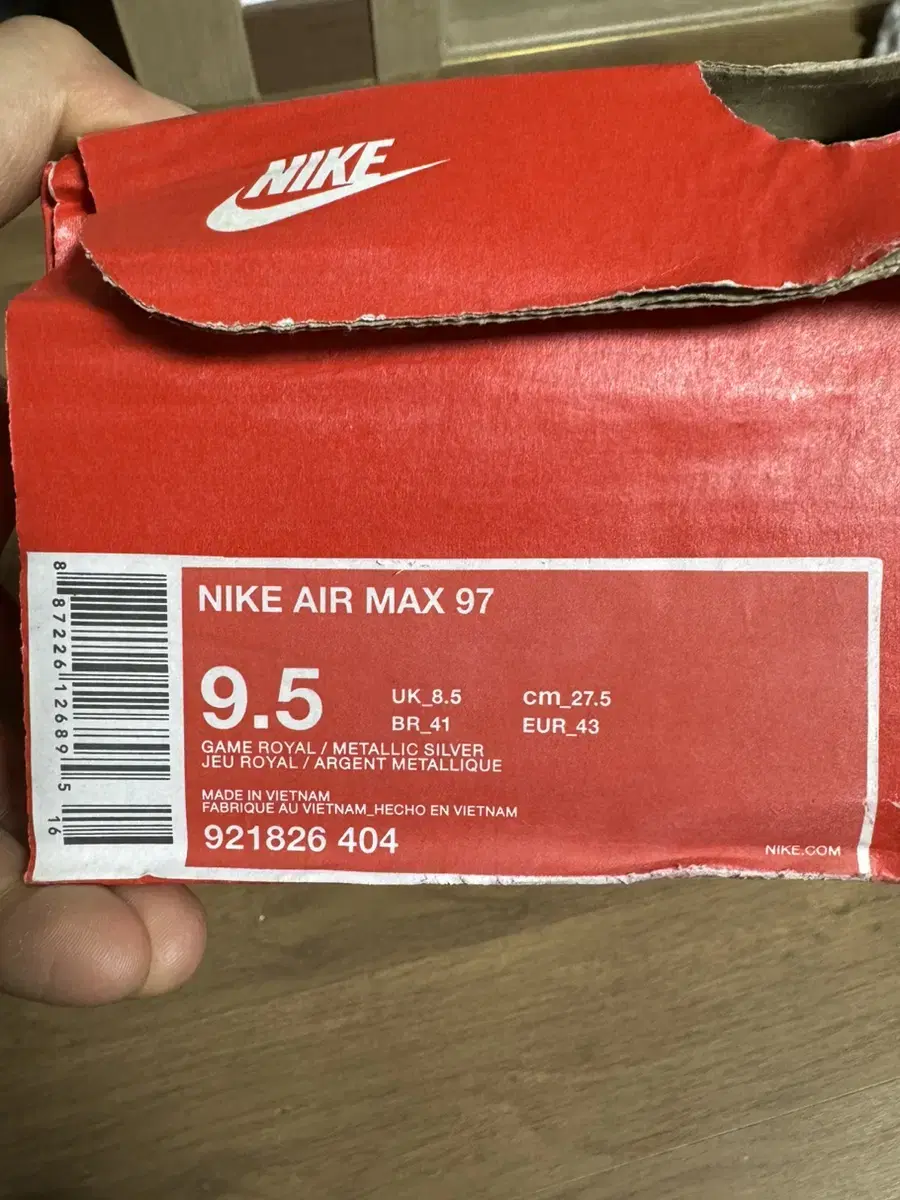 NIKE
NIKE AIR MAX 97
9.5
UK_8.5 cm_27.5
BR_41 EUR_43
GAME ROYAL / METALLIC SILVER
JEU ROYAL / ARGENT METALLIQUE
MADE IN VIETNAM
FABRIQUE AU VIETNAM_HECHO EN VIETNAM
921826 404
NIKE.COM
8 87226 12689 5 16